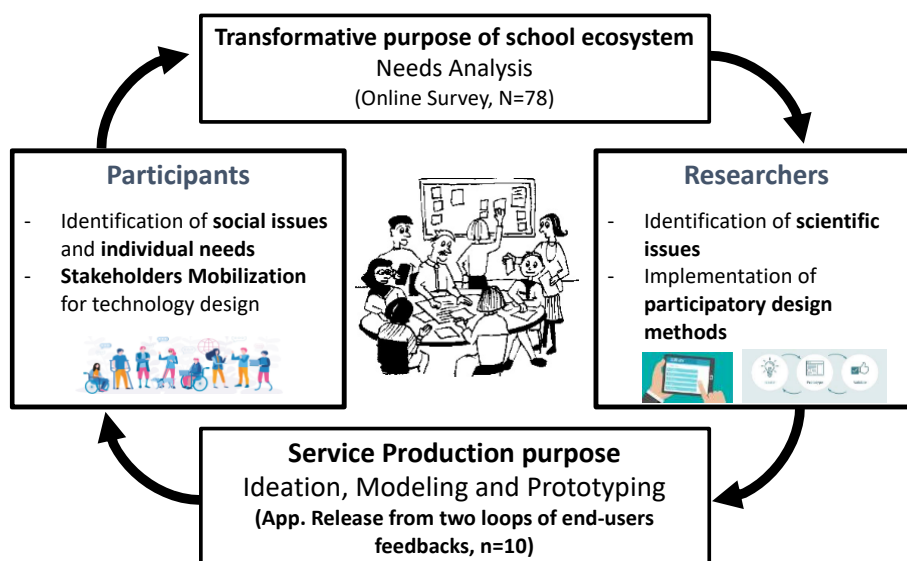 Transformative purpose of school ecosystem
Needs Analysis
(Online Survey, N=78)
Participants
- Identification of social issues
and individual needs
- Stakeholders Mobilization
for technology design
Researchers
- Identification of scientific
issues
- Implementation of
participatory design
methods
Service Production purpose
Ideation, Modeling and Prototyping
(App. Release from two loops of end-users
feedbacks, n=10)